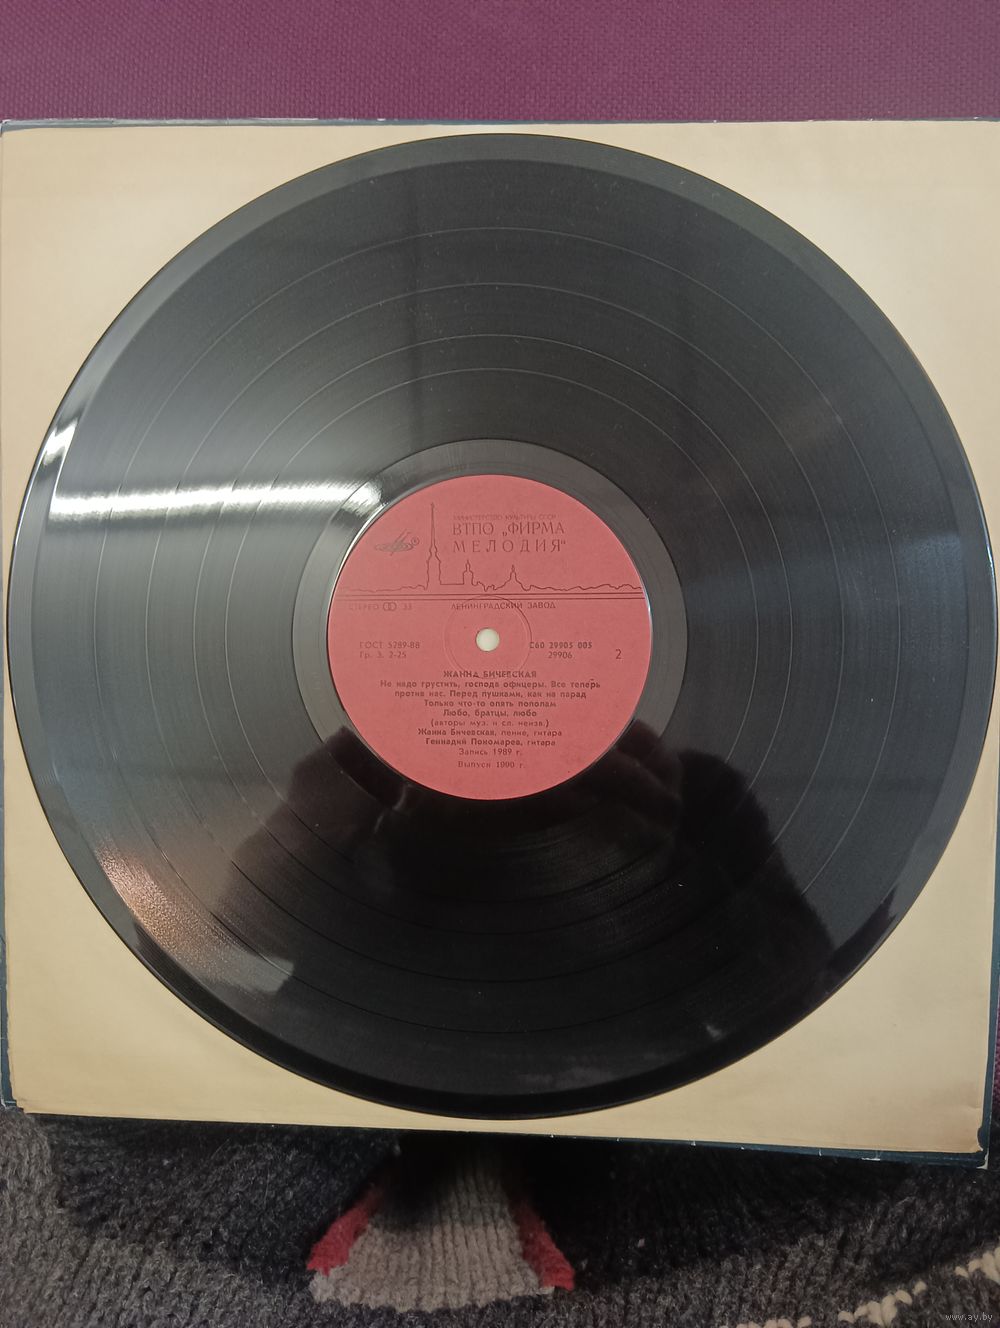 МИНИСТЕРСТВО КУЛЬТУРЫ СССР
ВТПО „ФИРМА
МЕЛОДИЯ“
СТЕРЕО 33 ЛЕНИНГРАДСКИЙ ЗАВОД
ГОСТ 5289-88 С60 29905 005
Гр. 3. 2-25 29906 2
ЖАННА БИЧЕВСКАЯ
Не надо грустить, господа офицеры. Все теперь
против нас. Перед пушками, как на парад
Только что-то опять пополам
Любо, братцы, любо
(авторы муз. и сл. неизв.)
Жанна Бичевская, пение, гитара
Геннадий Пономарев, гитара
Запись 1989 г.
Выпуск 1990 г.
www.ay.by